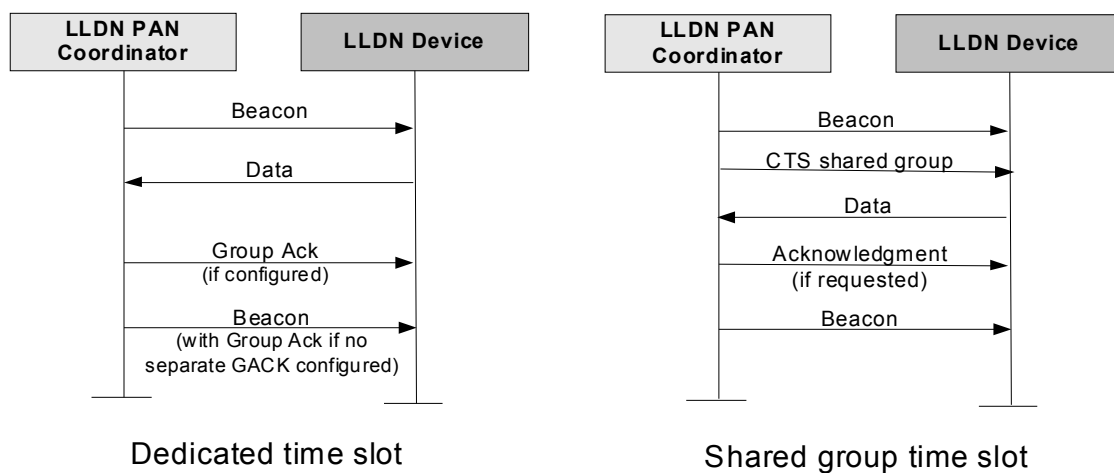 LLDN PAN
Coordinator
LLDN Device
Beacon
Data
Group Ack
(if configured)
Beacon
(with Group Ack if no
separate GACK configured)
Dedicated time slot
LLDN PAN
Coordinator
LLDN Device
Beacon
CTS shared group
Data
Acknowledgment
(if requested)
Beacon
Shared group time slot